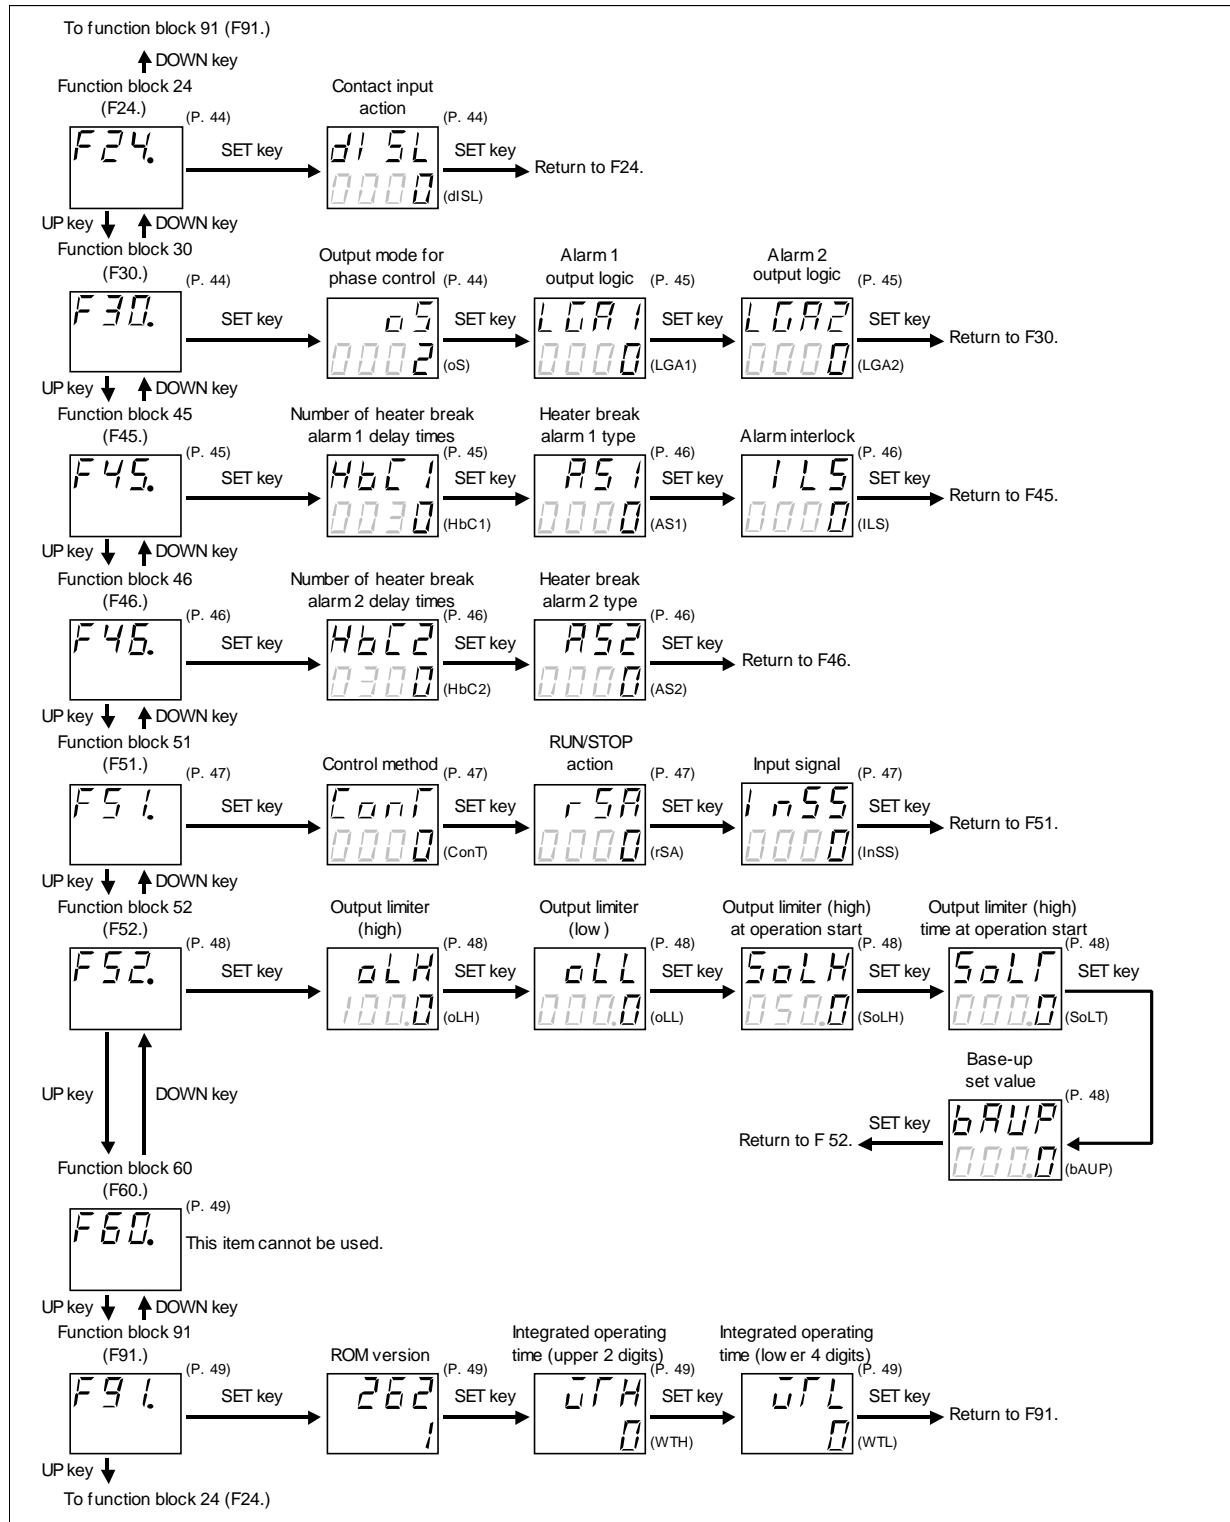 To function block 91 (F91.)
DOWN key
Function block 24
(F24.)
(P. 44)
F24.
SET key
Contact input
action
(P. 44)
dISL
0000
(dISL)
SET key
Return to F24.
UP key
DOWN key
Function block 30
(F30.)
(P. 44)
F30.
SET key
Output mode for
phase control
(P. 44)
oS
0002
(oS)
SET key
Alarm 1
output logic
(P. 45)
LGA1
0000
(LGA1)
SET key
Alarm 2
output logic
(P. 45)
LGA2
0000
(LGA2)
SET key
Return to F30.
UP key
DOWN key
Function block 45
(F45.)
(P. 45)
F45.
SET key
Number of heater break
alarm 1 delay times
(P. 45)
HbC1
0030
(HbC1)
SET key
Heater break
alarm 1 type
(P. 46)
AS1
0000
(AS1)
SET key
Alarm interlock
(P. 46)
ILS
0000
(ILS)
SET key
Return to F45.
UP key
DOWN key
Function block 46
(F46.)
(P. 46)
F46.
SET key
Number of heater break
alarm 2 delay times
(P. 46)
HbC2
0300
(HbC2)
SET key
Heater break
alarm 2 type
(P. 46)
AS2
0000
(AS2)
SET key
Return to F46.
UP key
DOWN key
Function block 51
(F51.)
(P. 47)
F51.
SET key
Control method
(P. 47)
ConT
0000
(ConT)
SET key
RUN/STOP
action
(P. 47)
rSA
0000
(rSA)
SET key
Input signal
(P. 47)
InSS
0000
(InSS)
SET key
Return to F51.
UP key
DOWN key
Function block 52
(F52.)
(P. 48)
F52.
SET key
Output limiter
(high)
(P. 48)
oLH
100.0
(oLH)
SET key
Output limiter
(low)
(P. 48)
oLL
000.0
(oLL)
SET key
Output limiter (high)
at operation start
(P. 48)
SoLH
050.0
(SoLH)
SET key
Output limiter (high)
time at operation start
(P. 48)
SoLT
000.0
(SoLT)
SET key
Base-up
set value
(P. 48)
bAUP
000.0
(bAUP)
SET key
Return to F 52.
UP key
DOWN key
Function block 60
(F60.)
(P. 49)
F60.
This item cannot be used.
UP key
DOWN key
Function block 91
(F91.)
(P. 49)
F91.
SET key
ROM version
(P. 49)
262
1
SET key
Integrated operating
time (upper 2 digits)
(P. 49)
WTH
0
(WTH)
SET key
Integrated operating
time (lower 4 digits)
(P. 49)
WTL
0
(WTL)
SET key
Return to F91.
UP key
To function block 24 (F24.)